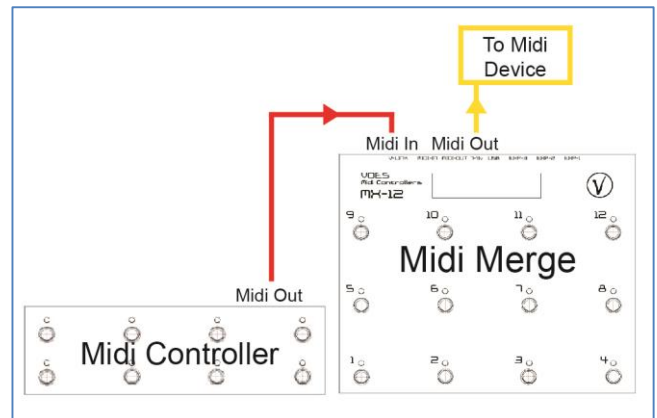 To Midi
Device
Midi In Midi Out
VOES
Midi Controllers
MX-12
V
9 10 11 12
Midi Merge
Midi Out
5 6 7 8
Midi Controller
1 2 3 4